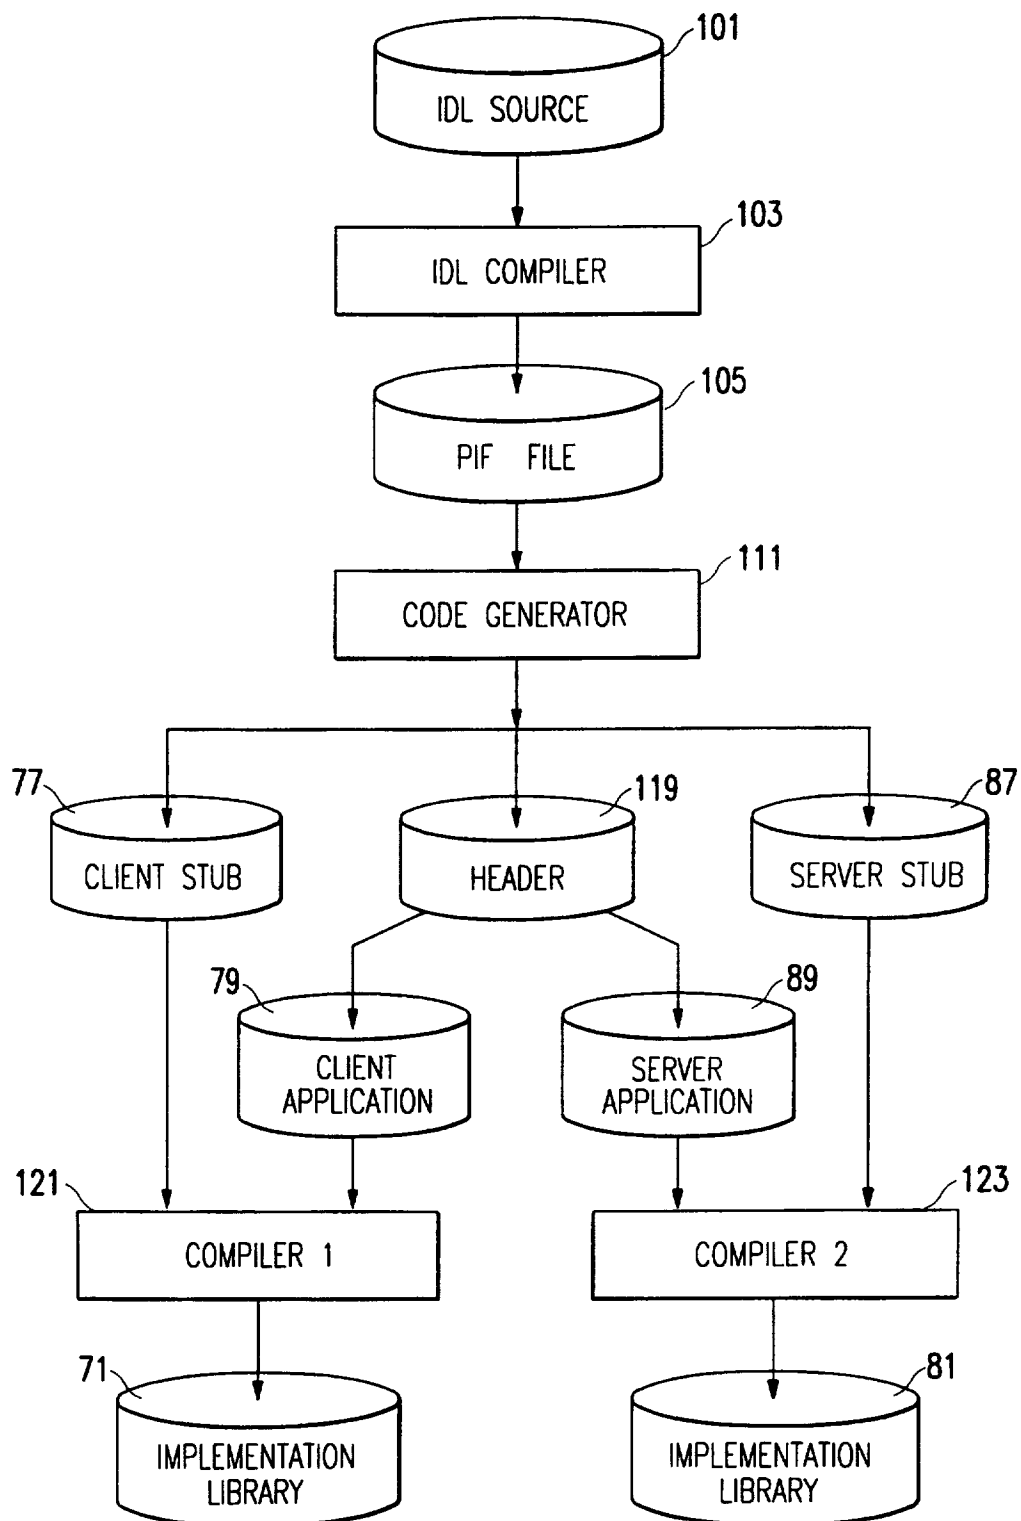 101
IDL SOURCE
103
IDL COMPILER
105
PIF FILE
111
CODE GENERATOR
77
119
87
CLIENT STUB
HEADER
SERVER STUB
79
89
CLIENT
APPLICATION
SERVER
APPLICATION
121
123
COMPILER 1
COMPILER 2
71
81
IMPLEMENTATION
LIBRARY
IMPLEMENTATION
LIBRARY